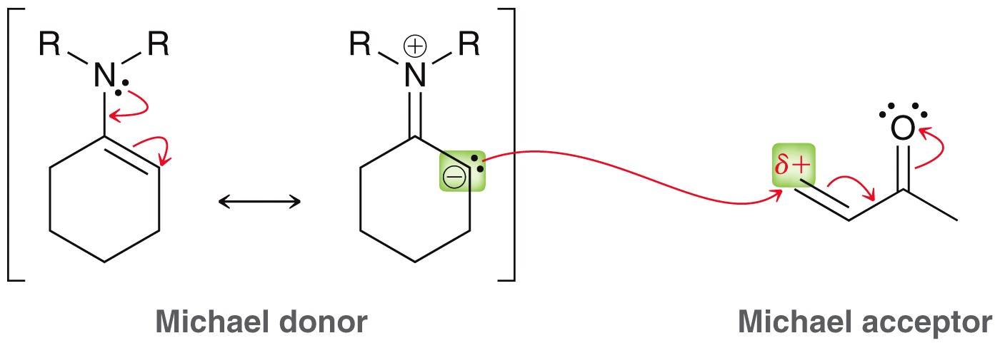 R R R ⊕ R
N N
O
δ+
⊖
Michael donor Michael acceptor